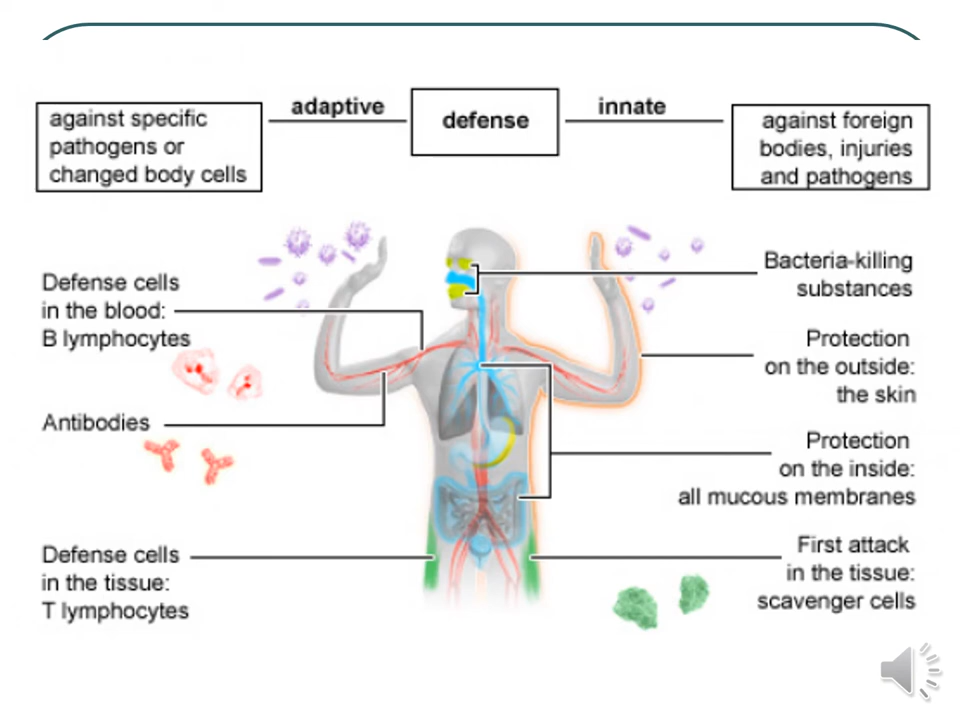 adaptive
defense
innate
against specific
pathogens or
changed body cells
against foreign
bodies, injuries
and pathogens
Defense cells
in the blood:
B lymphocytes
Antibodies
Defense cells
in the tissue:
T lymphocytes
Bacteria-killing
substances
Protection
on the outside:
the skin
Protection
on the inside:
all mucous membranes
First attack
in the tissue:
scavenger cells